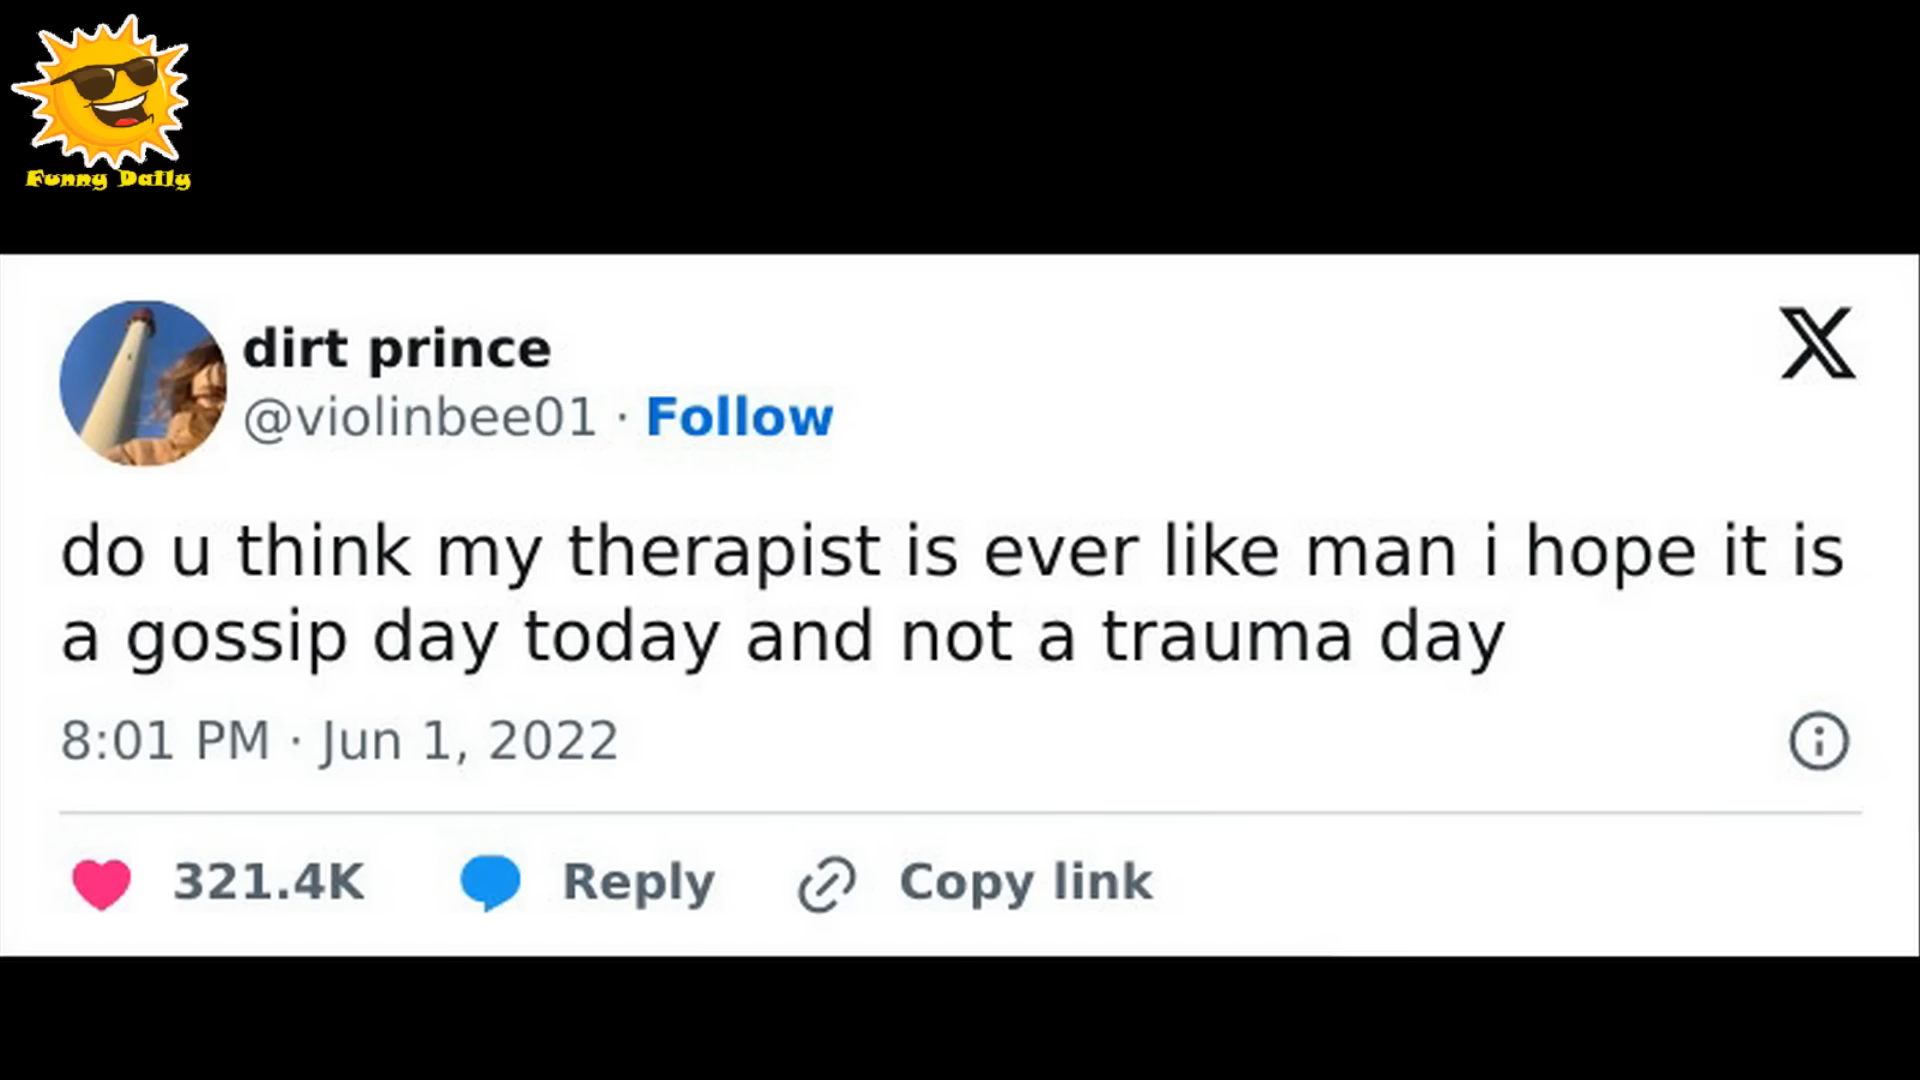 Funny Daily
dirt prince
@violinbee01 · Follow
do u think my therapist is ever like man i hope it is
a gossip day today and not a trauma day
8:01 PM · Jun 1, 2022
321.4K Reply Copy link